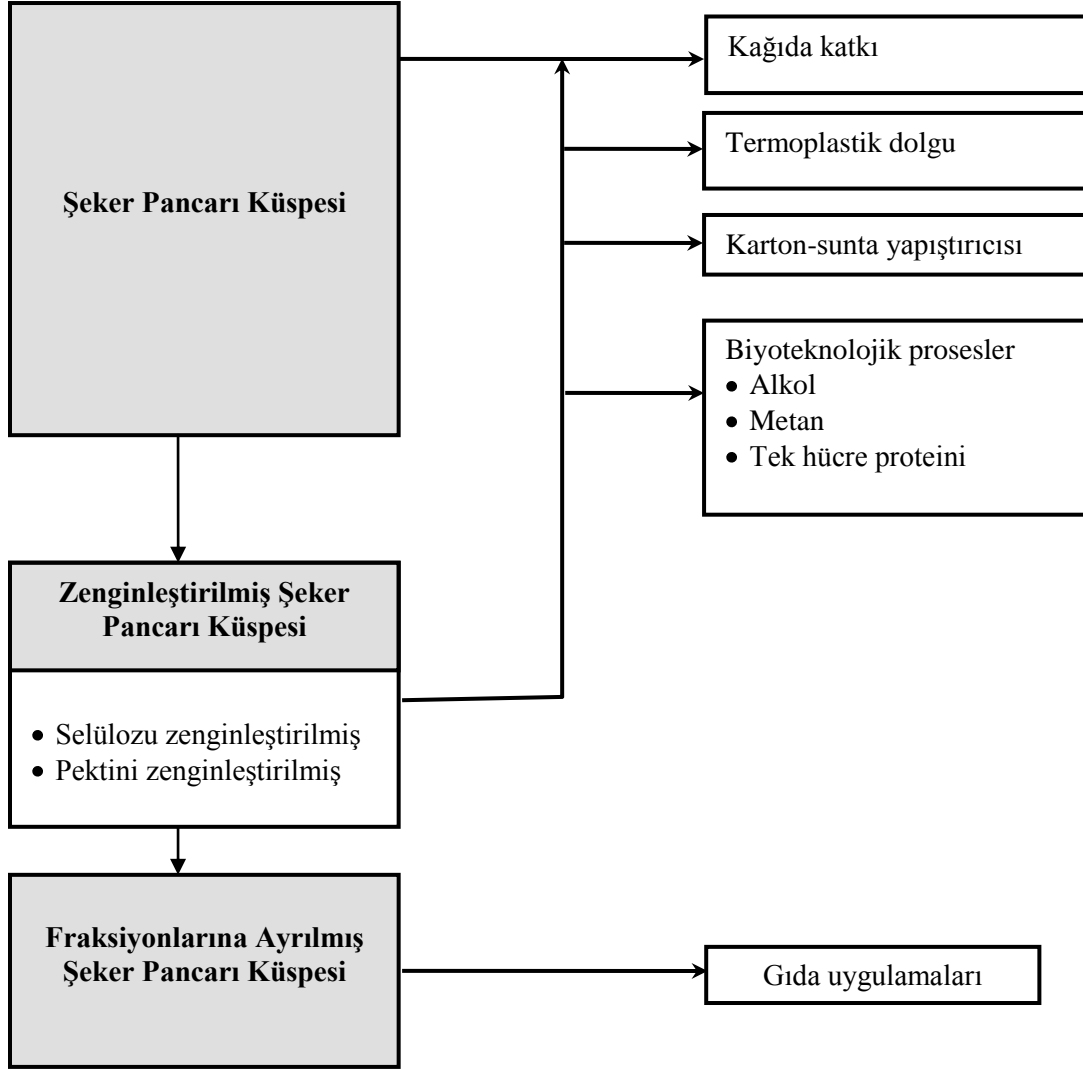 Şeker Pancarı Küspesi
Kağıda katkı
Termoplastik dolgu
Karton-sunta yapıştırıcısı
Biyoteknolojik prosesler
• Alkol
• Metan
• Tek hücre proteini
Zenginleştirilmiş Şeker
Pancarı Küspesi
• Selülozu zenginleştirilmiş
• Pektini zenginleştirilmiş
Fraksiyonlarına Ayrılmış
Şeker Pancarı Küspesi
Gıda uygulamaları